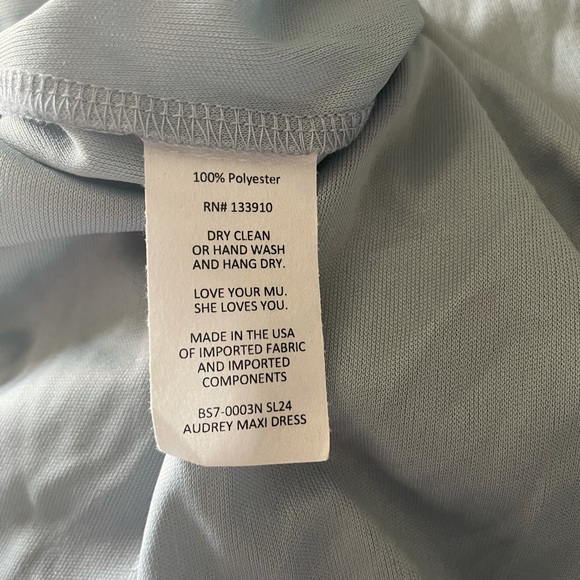 100% Polyester
RN# 133910
DRY CLEAN
OR HAND WASH
AND HANG DRY.
LOVE YOUR MU.
SHE LOVES YOU.
MADE IN THE USA
OF IMPORTED FABRIC
AND IMPORTED
COMPONENTS
BS7-0003N SL24
AUDREY MAXI DRESS